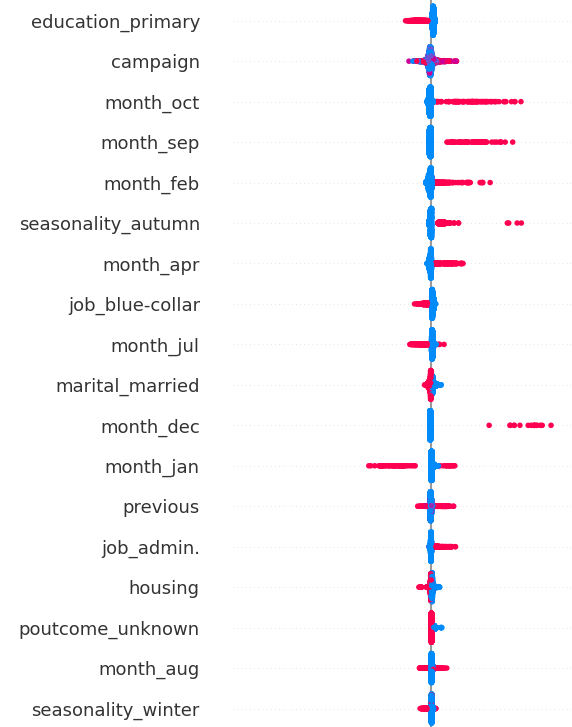 education_primary
campaign
month_oct
month_sep
month_feb
seasonality_autumn
month_apr
job_blue-collar
month_jul
marital_married
month_dec
month_jan
previous
job_admin.
housing
poutcome_unknown
month_aug
seasonality_winter